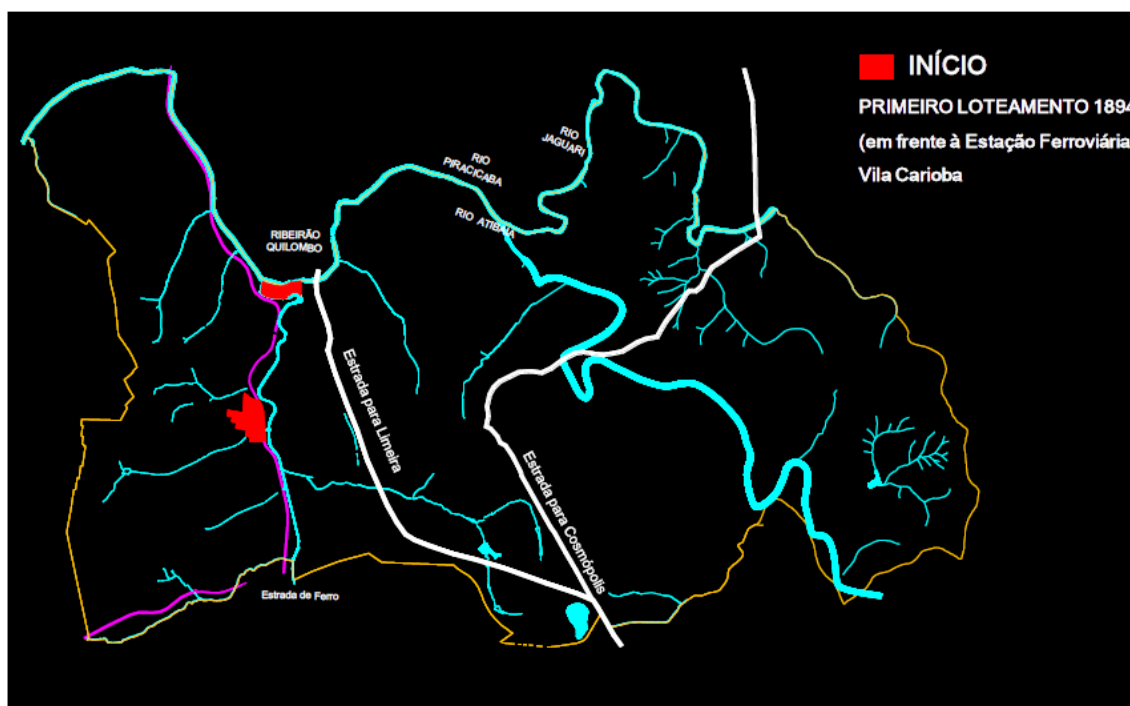 INÍCIO
PRIMEIRO LOTEAMENTO 1894
(em frente à Estação Ferroviária
Vila Carioba
RIO
JAGUARI
RIO
PIRACICABA
RIO ATIBAIA
RIBEIRÃO
QUILOMBO
Estrada para Limeira
Estrada para Cosmópolis
Estrada de Ferro